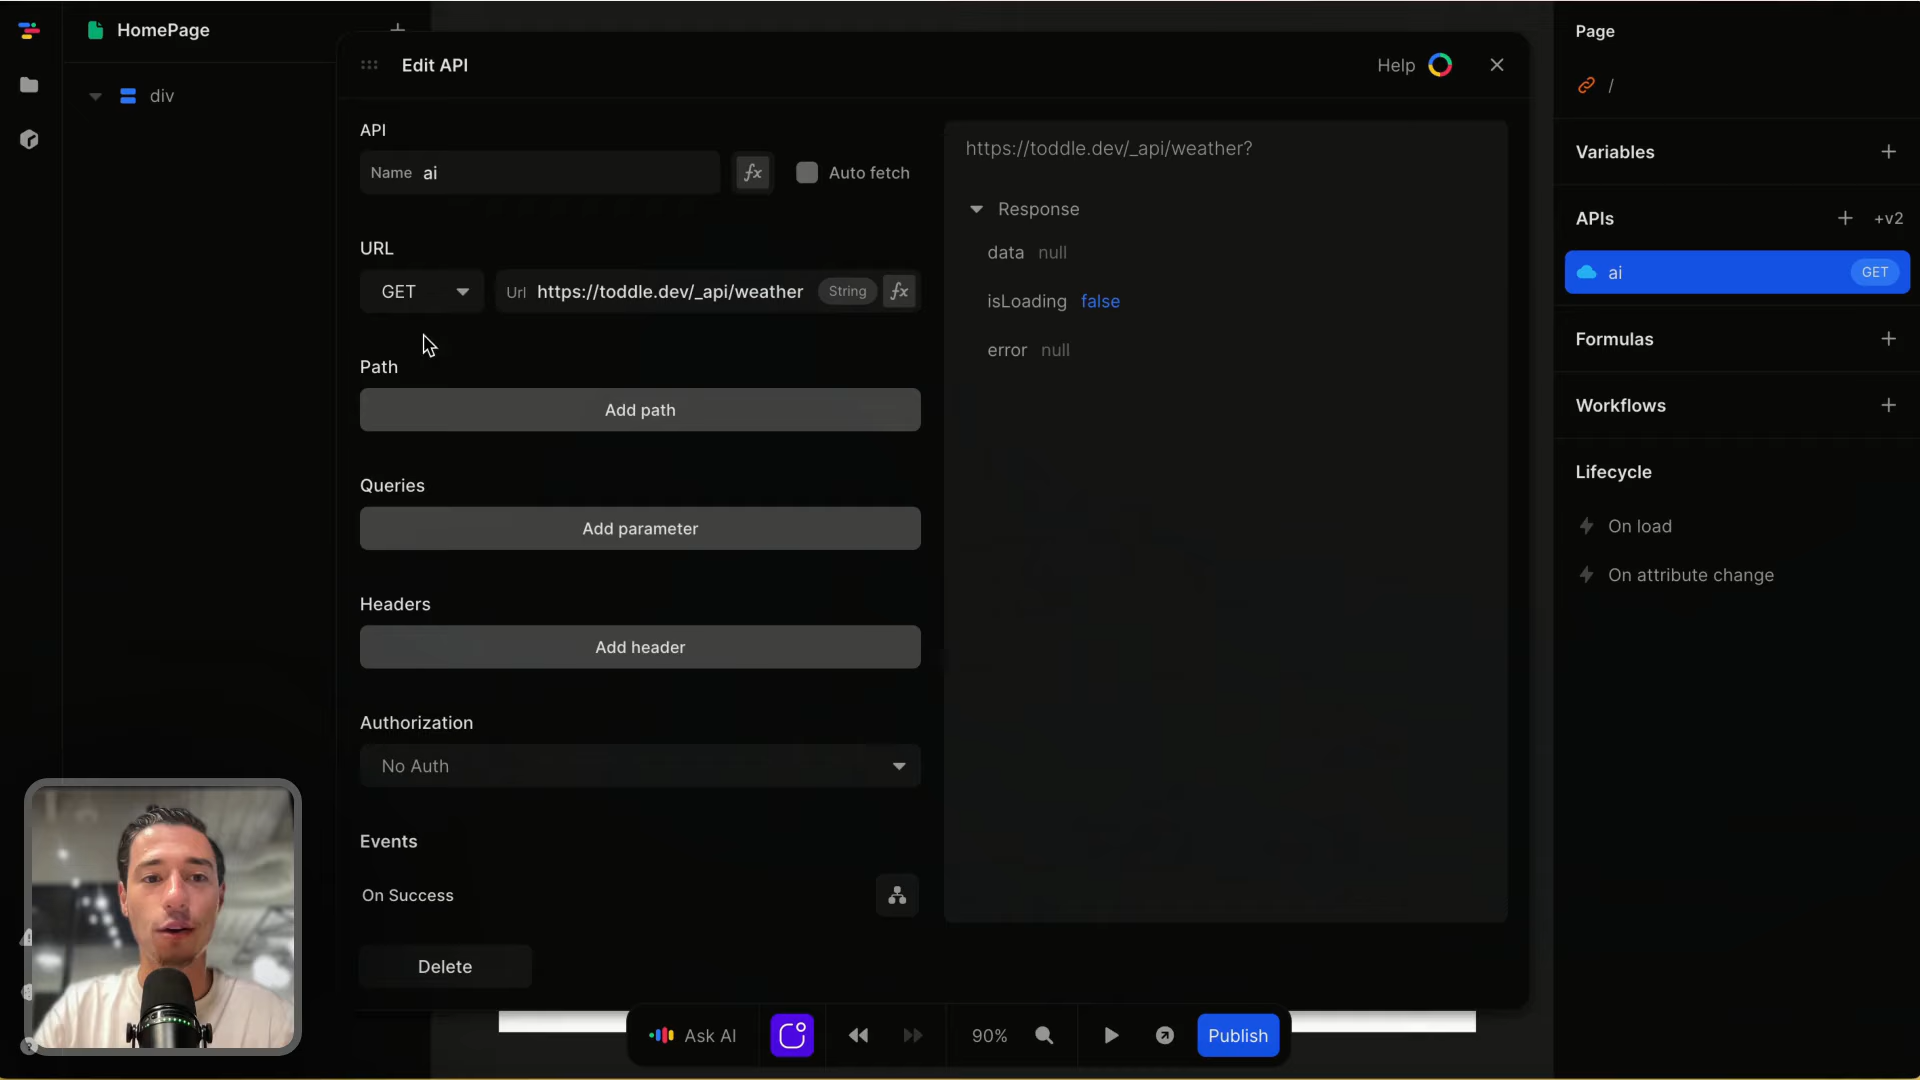 HomePage
div
Edit API
Help
API
Name ai
fx
Auto fetch
URL
GET
Url https://toddle.dev/_api/weather String fx
Path
Add path
Queries
Add parameter
Headers
Add header
Authorization
No Auth
Events
On Success
Delete
https://toddle.dev/_api/weather?
Response
data null
isLoading false
error null
Page
/
Variables
APIs +v2
ai GET
Formulas
Workflows
Lifecycle
On load
On attribute change
Ask AI
90%
Publish